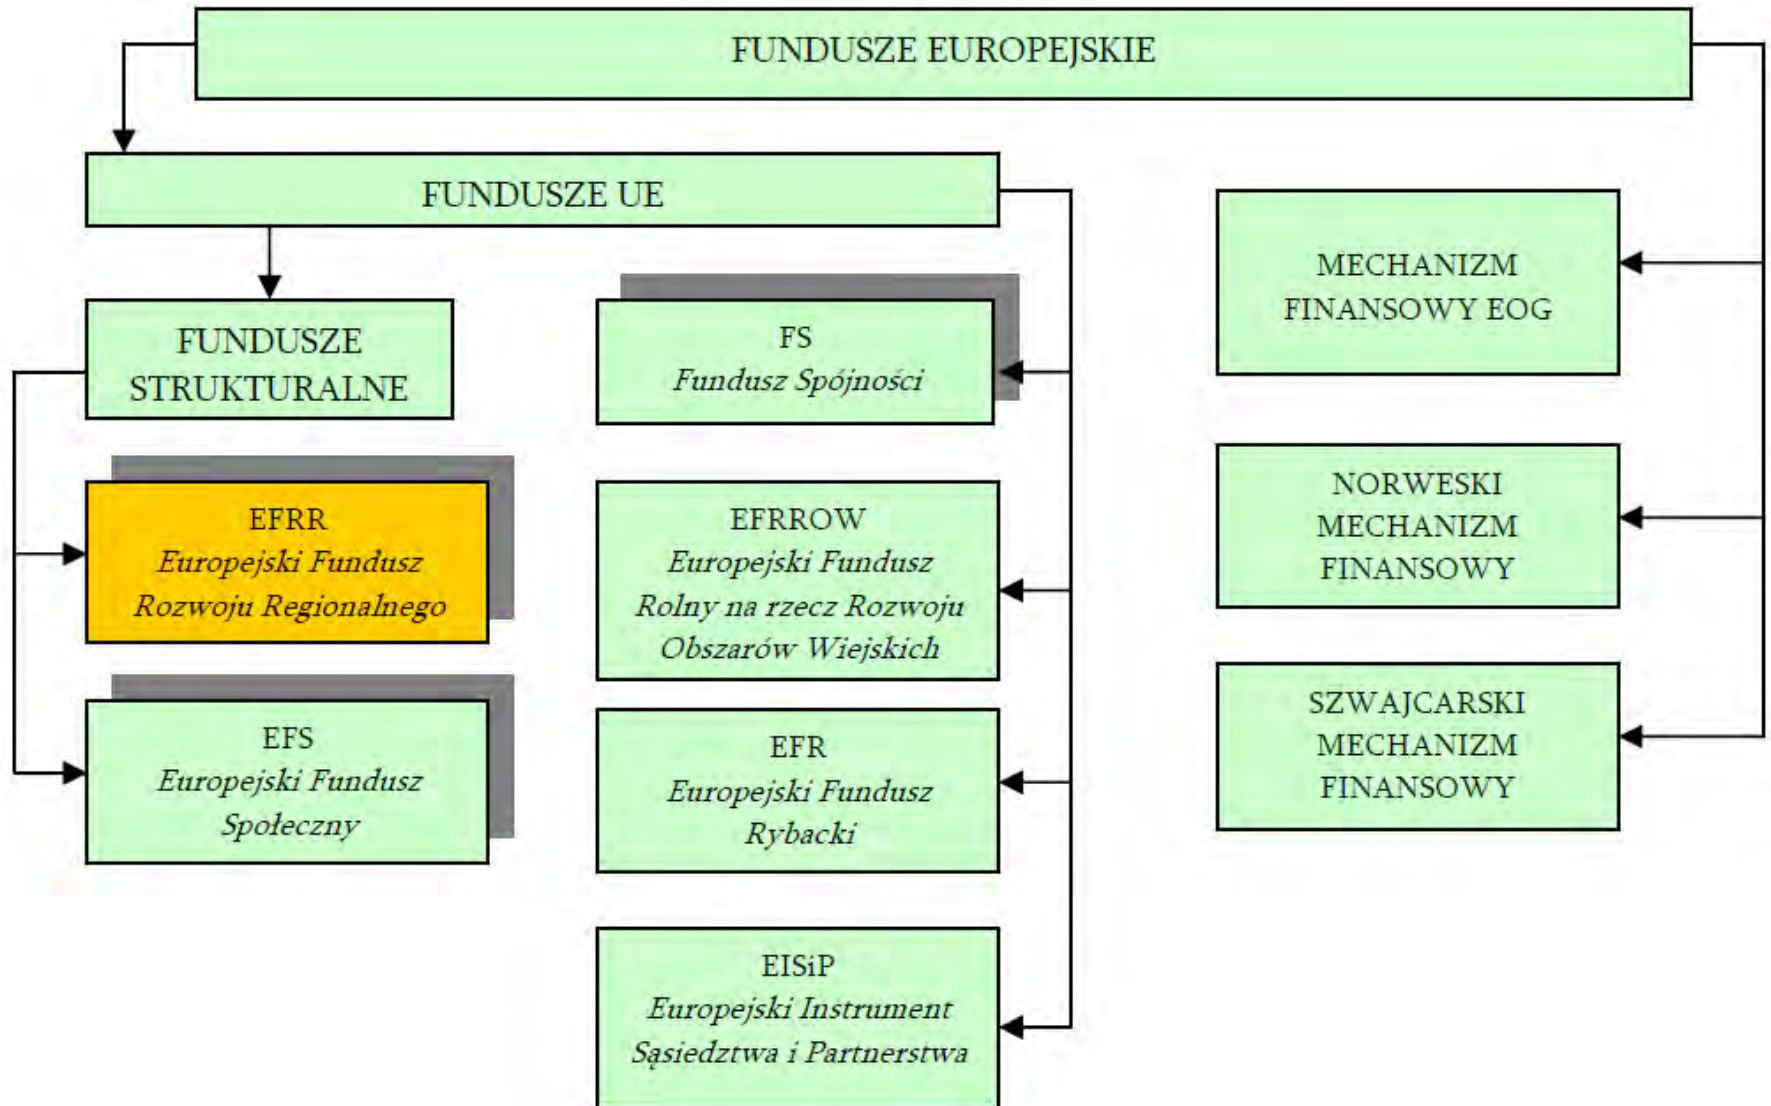 FUNDUSZE EUROPEJSKIE
FUNDUSZE UE
FUNDUSZE
STRUKTURALNE
EFRR
Europejski Fundusz
Rozwoju Regionalnego
EFS
Europejski Fundusz
Społeczny
FS
Fundusz Spójności
EFRROW
Europejski Fundusz
Rolny na rzecz Rozwoju
Obszarów Wiejskich
EFR
Europejski Fundusz
Rybacki
EISiP
Europejski Instrument
Sąsiedztwa i Partnerstwa
MECHANIZM
FINANSOWY EOG
NORWESKI
MECHANIZM
FINANSOWY
SZWAJCARSKI
MECHANIZM
FINANSOWY